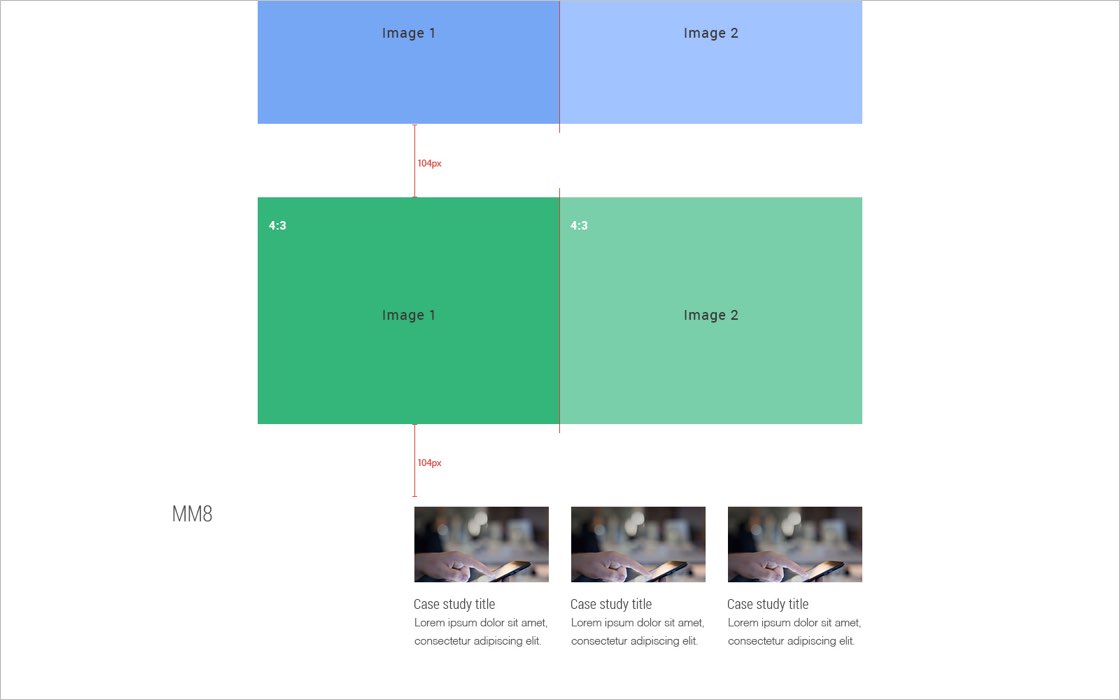 Image 1
Image 2
104px
4:3
4:3
Image 1
Image 2
104px
MM8
Case study title
Lorem ipsum dolor sit amet,
consectetur adipiscing elit.
Case study title
Lorem ipsum dolor sit amet,
consectetur adipiscing elit.
Case study title
Lorem ipsum dolor sit amet,
consectetur adipiscing elit.